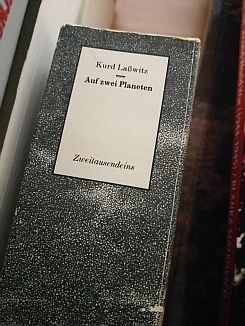 Kurd Laßwitz
Auf zwei Planeten
Zweitausendeins